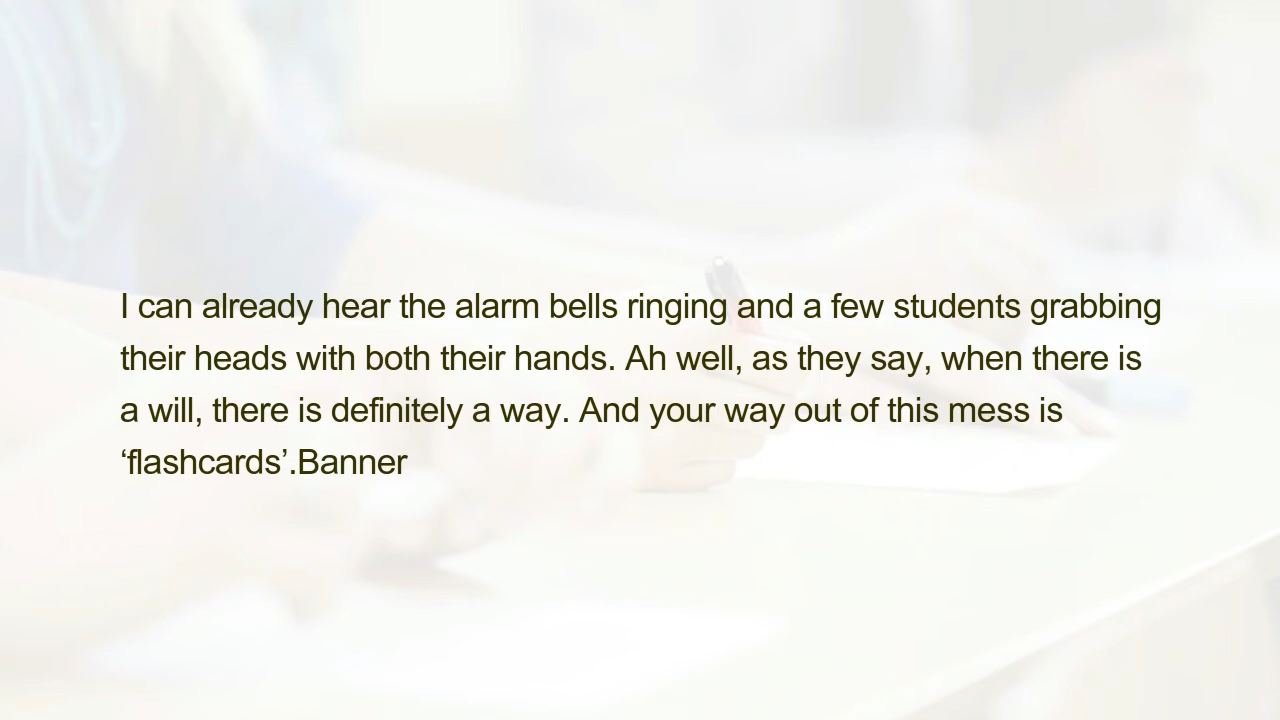 I can already hear the alarm bells ringing and a few students grabbing
their heads with both their hands. Ah well, as they say, when there is
a will, there is definitely a way. And your way out of this mess is
‘flashcards’.Banner